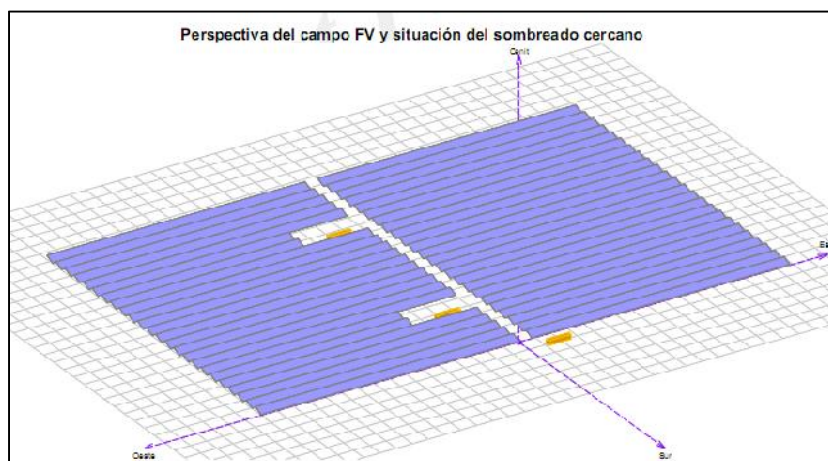 Perspectiva del campo FV y situación del sombreado cercano
Cenit
Oeste
Sur